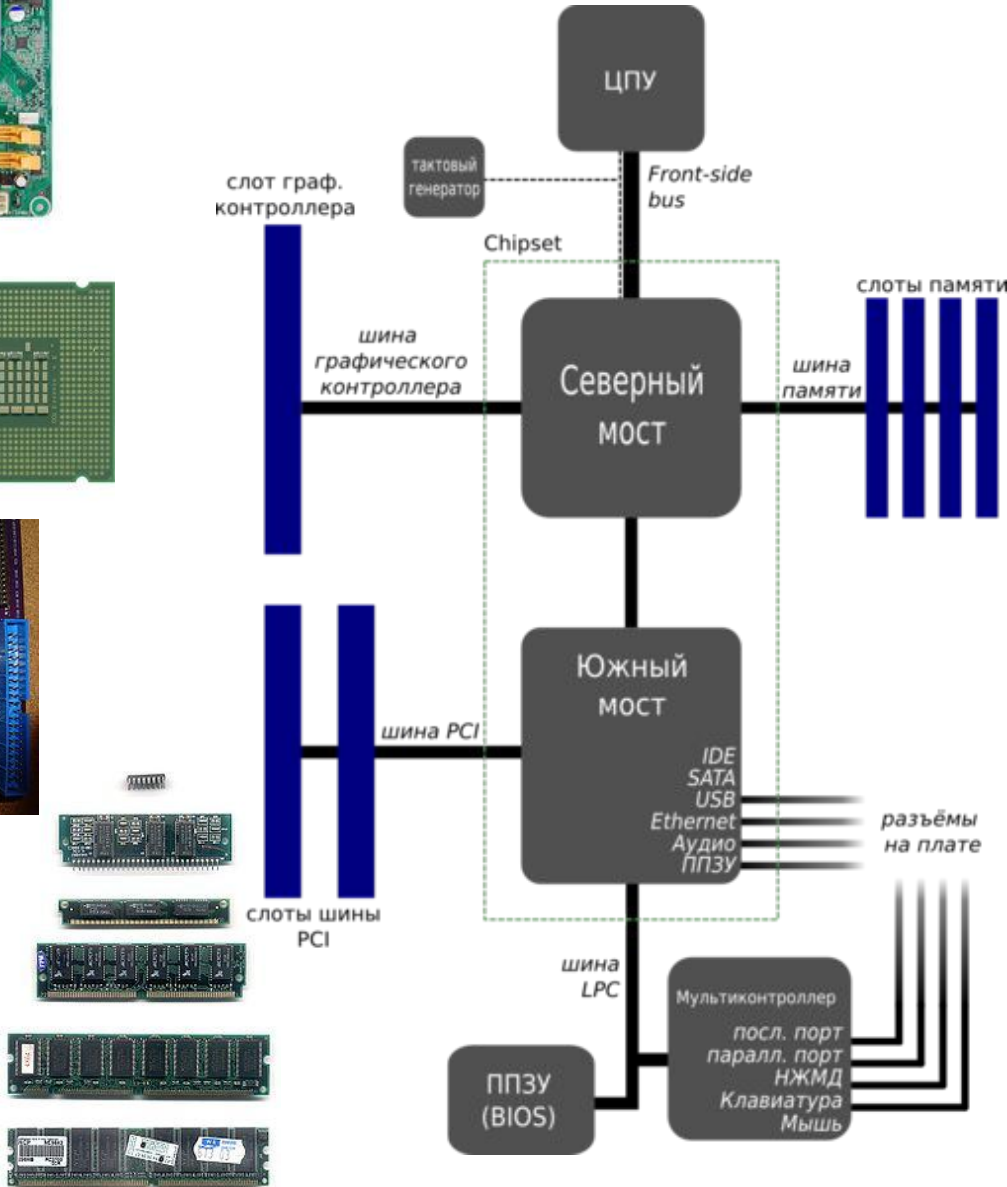 ЦПУ
тактовый
генератор
Front-side
bus
слот граф.
контроллера
Chipset
слоты памяти
шина
графического
контроллера
Северный
мост
шина
памяти
Южный
мост
шина PCI
IDE
SATA
USB
Ethernet
Аудио
ППЗУ
разъёмы
на плате
слоты шины
PCI
шина
LPC
Мультиконтроллер
посл. порт
паралл. порт
НЖМД
Клавиатура
Мышь
ППЗУ
(BIOS)